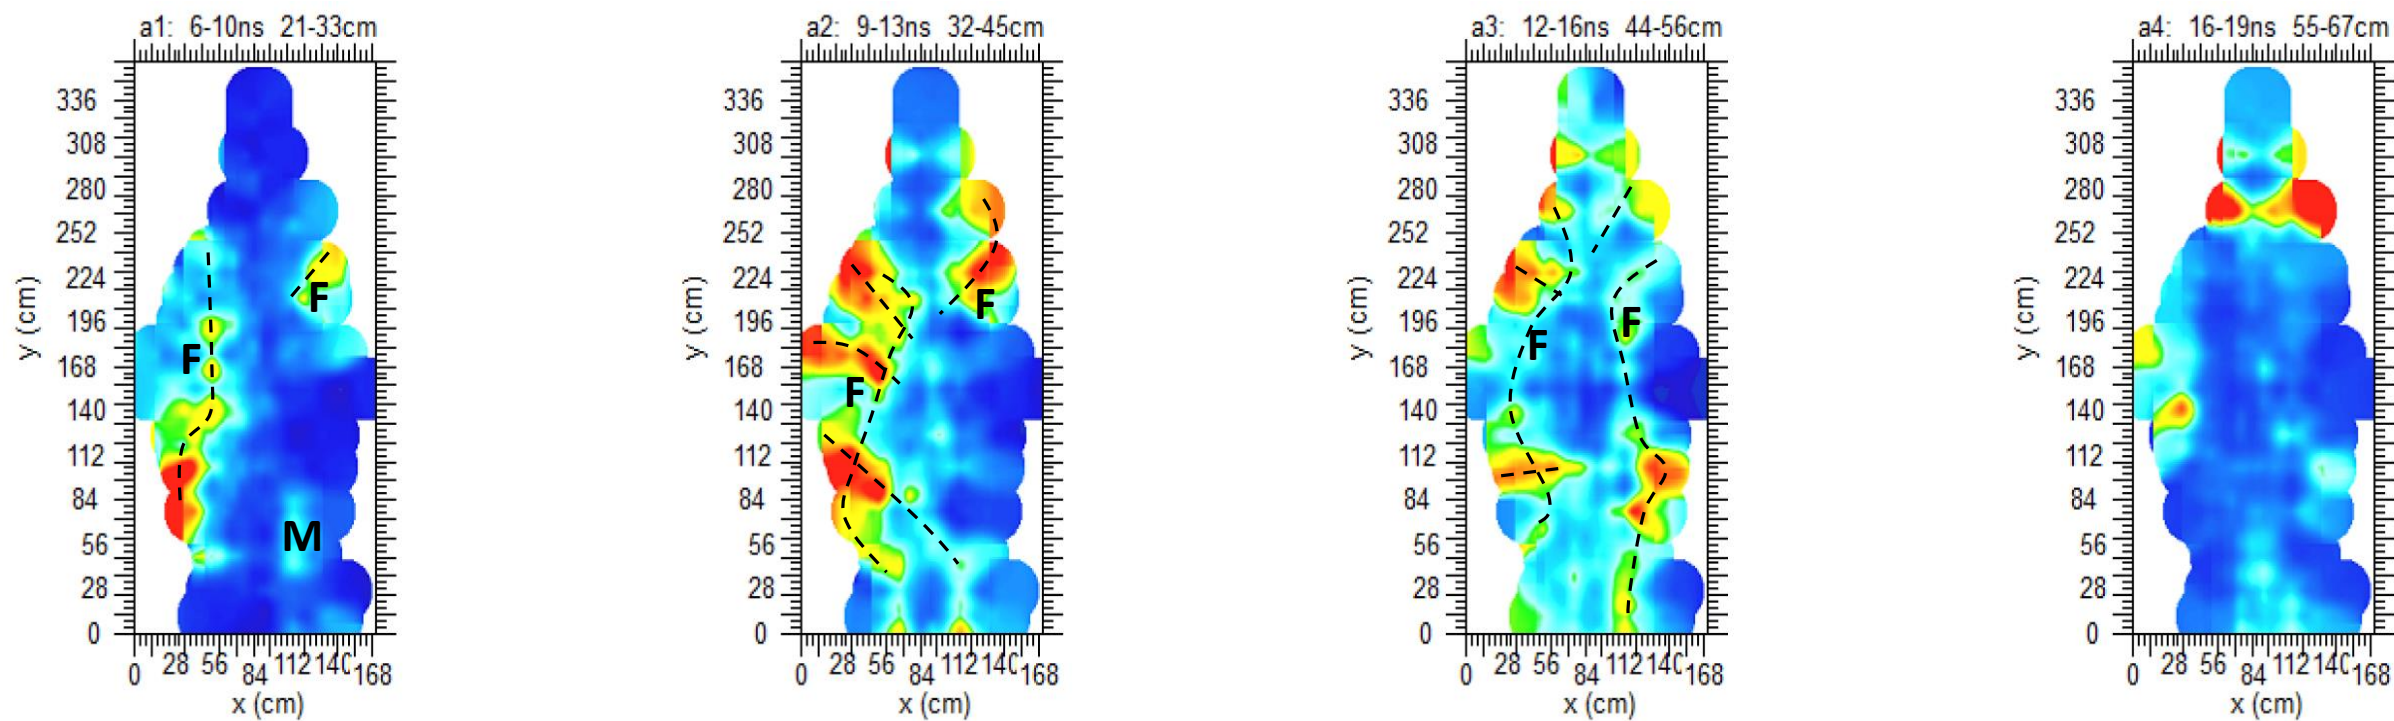 a1: 6-10ns 21-33cm
336
308
280
252
224
196
168
140
112
84
56
28
0
y (cm)
F
F
M
0 28 56 84 112 140 168
x (cm)
a2: 9-13ns 32-45cm
336
308
280
252
224
196
168
140
112
84
56
28
0
y (cm)
F
F
0 28 56 84 112 140 168
x (cm)
a3: 12-16ns 44-56cm
336
308
280
252
224
196
168
140
112
84
56
28
0
y (cm)
F
F
0 28 56 84 112 140 168
x (cm)
a4: 16-19ns 55-67cm
336
308
280
252
224
196
168
140
112
84
56
28
0
y (cm)
0 28 56 84 112 140 168
x (cm)